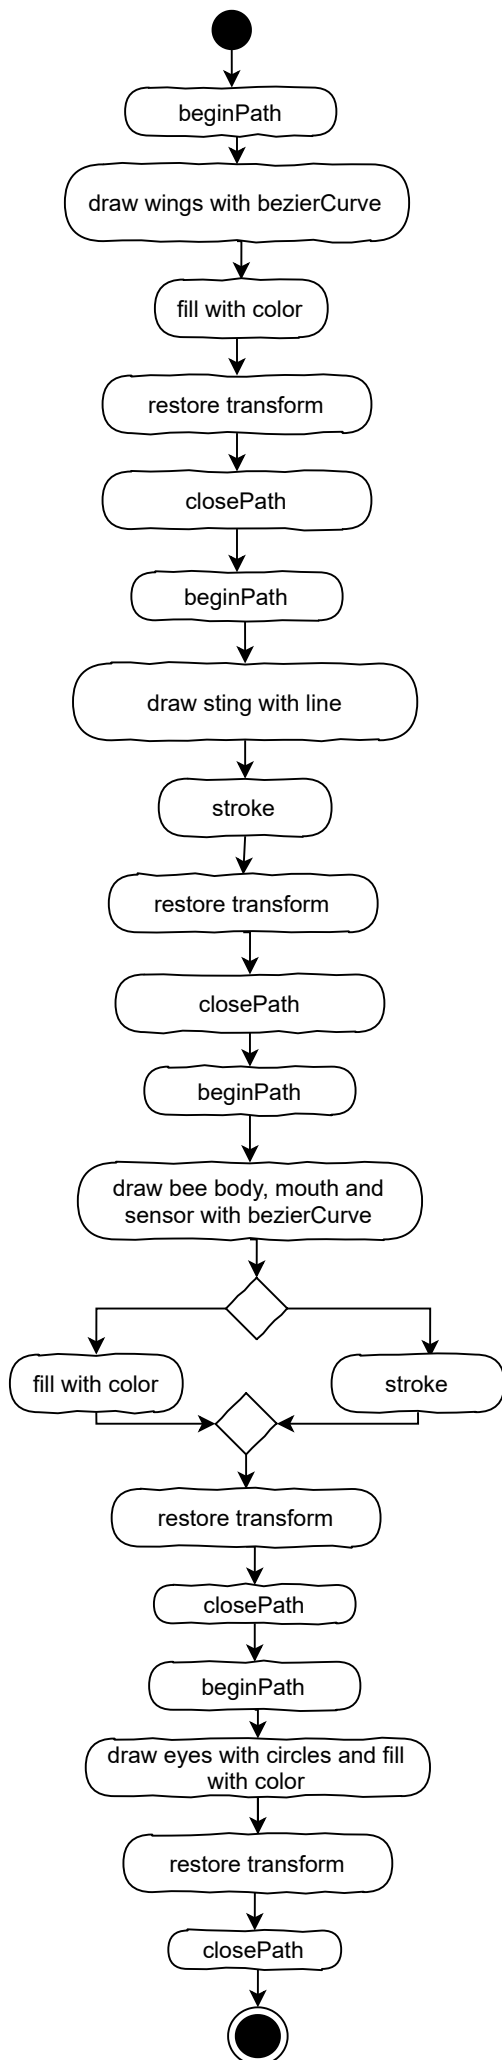 beginPath
draw wings with bezierCurve
fill with color
restore transform
closePath
beginPath
draw sting with line
stroke
restore transform
closePath
beginPath
draw bee body, mouth and
sensor with bezierCurve
fill with color
stroke
restore transform
closePath
beginPath
draw eyes with circles and fill
with color
restore transform
closePath